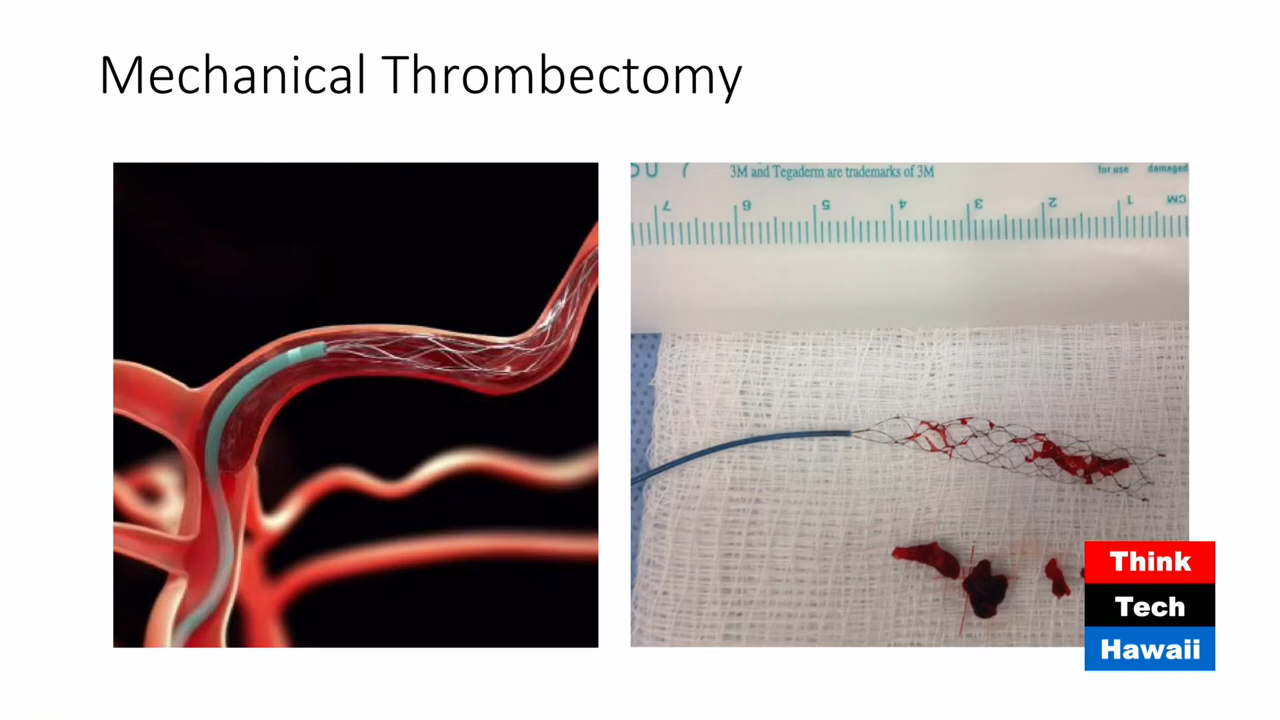 Mechanical Thrombectomy
3M and Tegaderm are trademarks of 3M
for use damaged
7 6 5 4 3 2 1 CM
Think
Tech
Hawaii